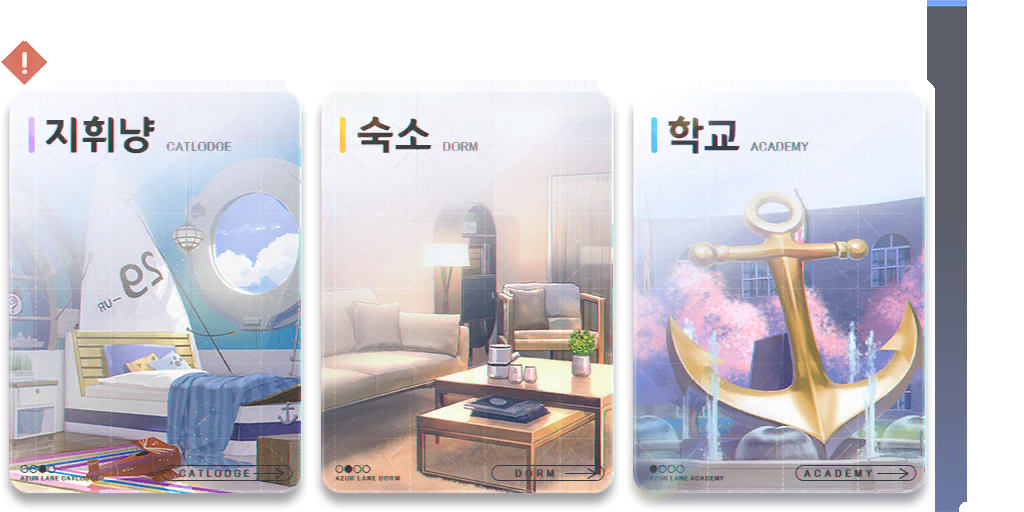 !
지휘냥 CATLODGE
숙소 DORM
학교 ACADEMY
29
UR-
CATLODGE
AZUR LANE CATLODGE
DORM
AZUR LANE DORM
ACADEMY
AZUR LANE ACADEMY